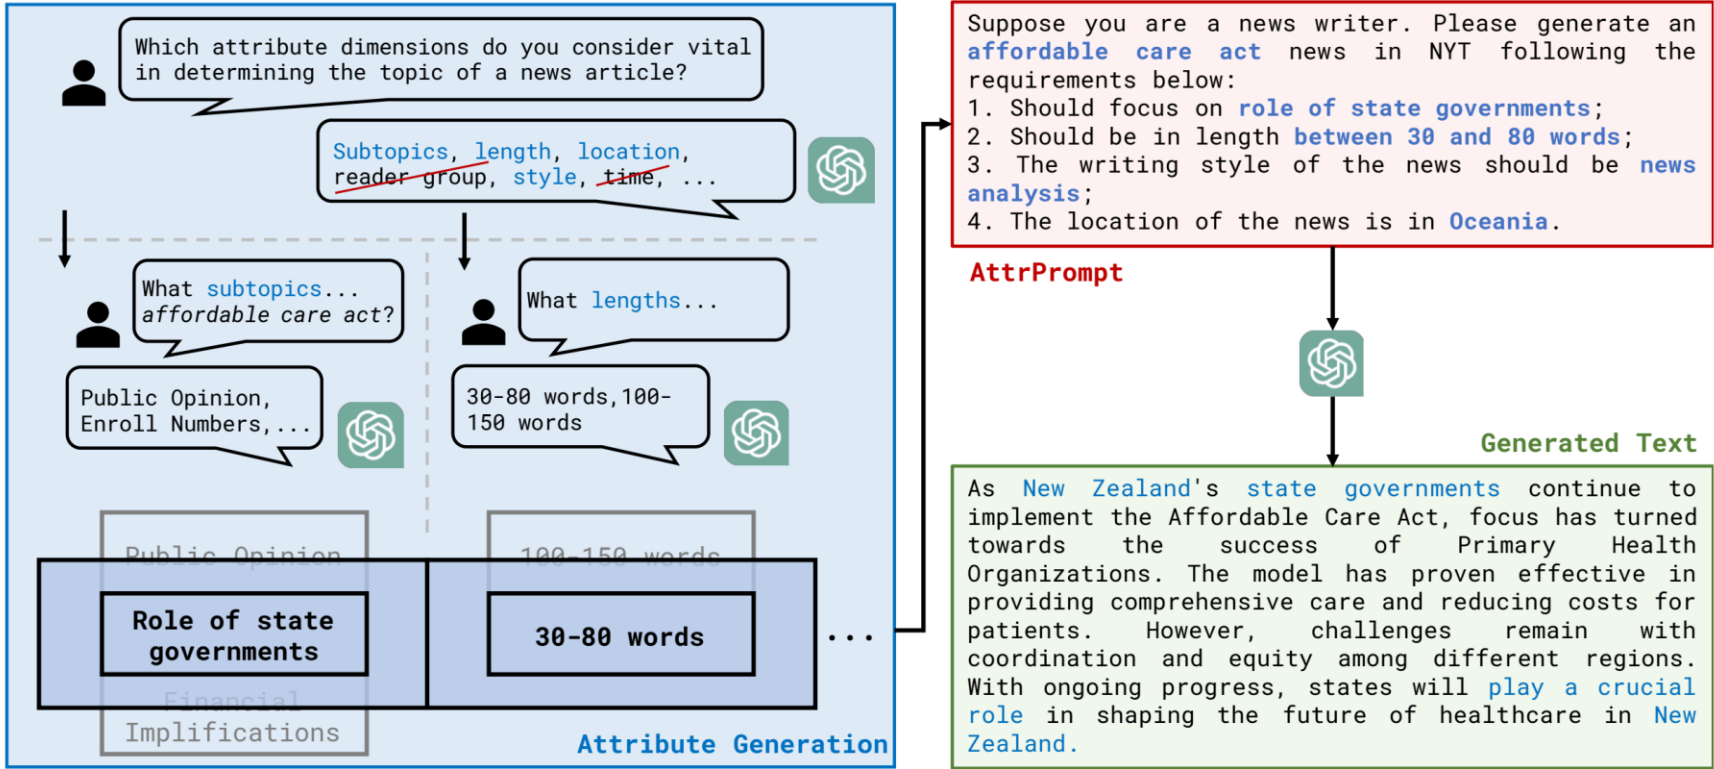 Which attribute dimensions do you consider vital
in determining the topic of a news article?
Subtopics, length, location,
reader group, style, time, ...
What subtopics...
affordable care act?
What lengths...
Public Opinion,
Enroll Numbers,...
30-80 words,100-
150 words
Public Opinion
100-150 words
Role of state
governments
30-80 words
...
Financial
Implifications
Attribute Generation
Suppose you are a news writer. Please generate an
affordable care act news in NYT following the
requirements below:
1. Should focus on role of state governments;
2. Should be in length between 30 and 80 words;
3. The writing style of the news should be news
analysis;
4. The location of the news is in Oceania.
AttrPrompt
Generated Text
As New Zealand's state governments continue to
implement the Affordable Care Act, focus has turned
towards the success of Primary Health
Organizations. The model has proven effective in
providing comprehensive care and reducing costs for
patients. However, challenges remain with
coordination and equity among different regions.
With ongoing progress, states will play a crucial
role in shaping the future of healthcare in New
Zealand.